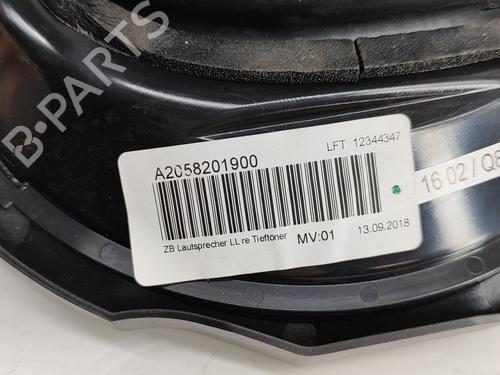 B-PARTS
LFT 12344347
A2058201900
ZB Lautsprecher LL re Tieftöner
MV:01
13.09.2018
16 02 / Q8